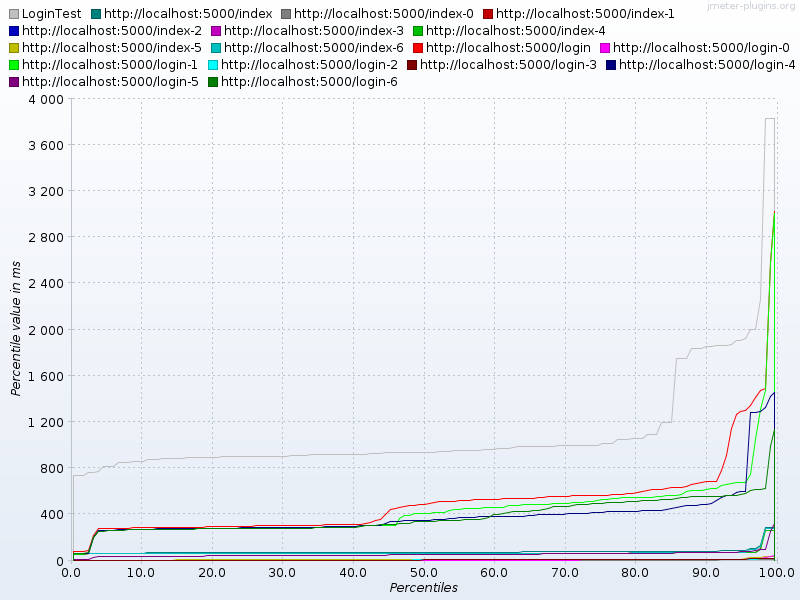 jmeter-plugins.org
LoginTest http://localhost:5000/index http://localhost:5000/index-0 http://localhost:5000/index-1
http://localhost:5000/index-2 http://localhost:5000/index-3 http://localhost:5000/index-4
http://localhost:5000/index-5 http://localhost:5000/index-6 http://localhost:5000/login http://localhost:5000/login-0
http://localhost:5000/login-1 http://localhost:5000/login-2 http://localhost:5000/login-3 http://localhost:5000/login-4
http://localhost:5000/login-5 http://localhost:5000/login-6
4 000
3 600
3 200
2 800
2 400
2 000
1 600
1 200
800
400
0
Percentile value in ms
0.0 10.0 20.0 30.0 40.0 50.0 60.0 70.0 80.0 90.0 100.0
Percentiles